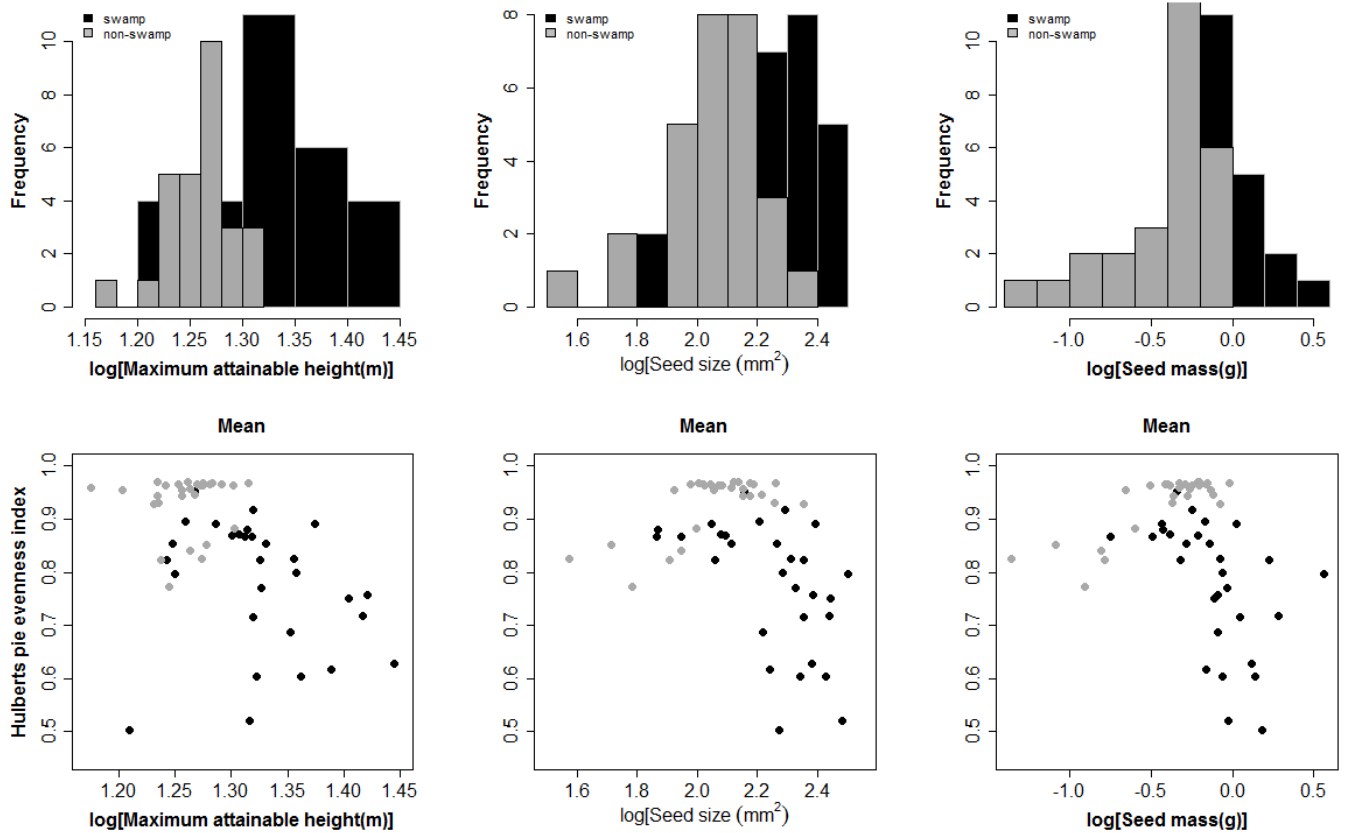 swamp
non-swamp
Frequency
0 2 4 6 8 10
1.15 1.20 1.25 1.30 1.35 1.40 1.45
log[Maximum attainable height(m)]
swamp
non-swamp
Frequency
0 2 4 6 8
1.6 1.8 2.0 2.2 2.4
log[Seed size (mm²)
swamp
non-swamp
Frequency
0 2 4 6 8 10
-1.0 -0.5 0.0 0.5
log[Seed mass(g)]
Mean
Hulberts pie evenness index
0.5 0.6 0.7 0.8 0.9 1.0
1.20 1.25 1.30 1.35 1.40 1.45
log[Maximum attainable height(m)]
Mean
0.5 0.6 0.7 0.8 0.9 1.0
1.6 1.8 2.0 2.2 2.4
log[Seed size (mm²)
Mean
0.5 0.6 0.7 0.8 0.9 1.0
-1.0 -0.5 0.0 0.5
log[Seed mass(g)]